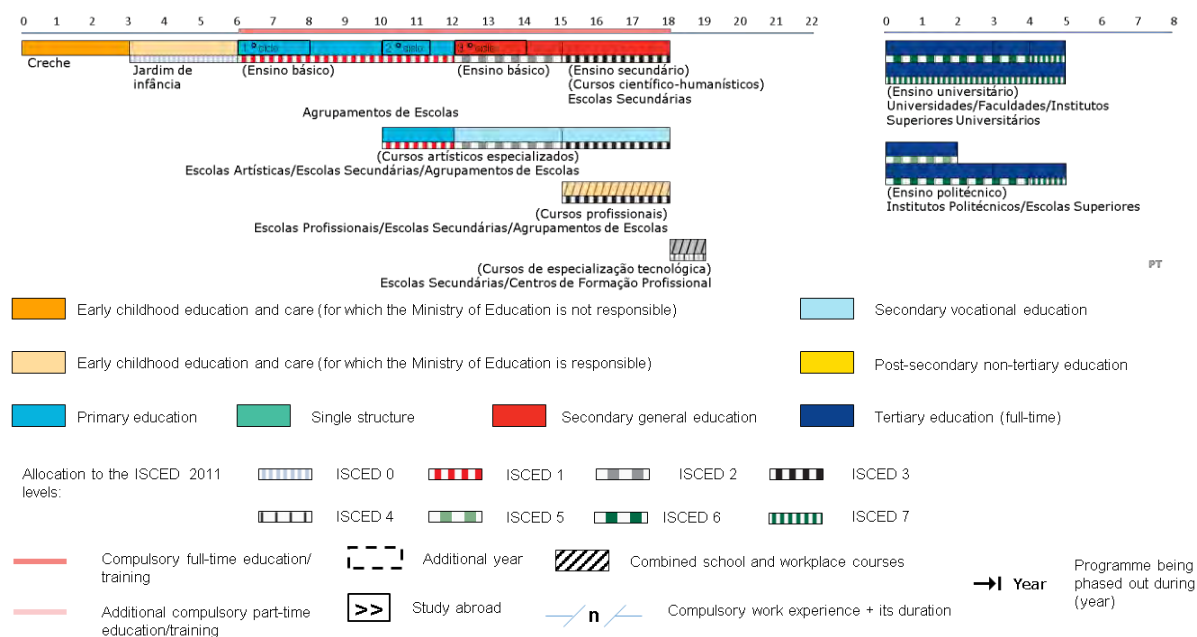 0 1 2 3 4 5 6 7 8 9 10 11 12 13 14 15 16 17 18 19 20 21 22
0 1 2 3 4 5 6 7 8
1 º ciclo 2 º ciclo 3 º ciclo
Creche
Jardim de
infância
(Ensino básico)
(Ensino básico)
(Ensino secundário)
(Cursos científico-humanísticos)
Escolas Secundárias
Agrupamentos de Escolas
(Ensino universitário)
Universidades/Faculdades/Institutos
Superiores Universitários
(Cursos artísticos especializados)
Escolas Artísticas/Escolas Secundárias/Agrupamentos de Escolas
(Ensino politécnico)
Institutos Politécnicos/Escolas Superiores
(Cursos profissionais)
Escolas Profissionais/Escolas Secundárias/Agrupamentos de Escolas
(Cursos de especialização tecnológica)
Escolas Secundárias/Centros de Formação Profissional
PT
Early childhood education and care (for which the Ministry of Education is not responsible)
Secondary vocational education
Early childhood education and care (for which the Ministry of Education is responsible)
Post-secondary non-tertiary education
Primary education
Single structure
Secondary general education
Tertiary education (full-time)
Allocation to the ISCED 2011
levels:
ISCED 0
ISCED 1
ISCED 2
ISCED 3
ISCED 4
ISCED 5
ISCED 6
ISCED 7
Compulsory full-time education/
training
Additional year
Combined school and workplace courses
Year
Programme being
phased out during
(year)
Additional compulsory part-time
education/training
>>
Study abroad
n
Compulsory work experience + its duration